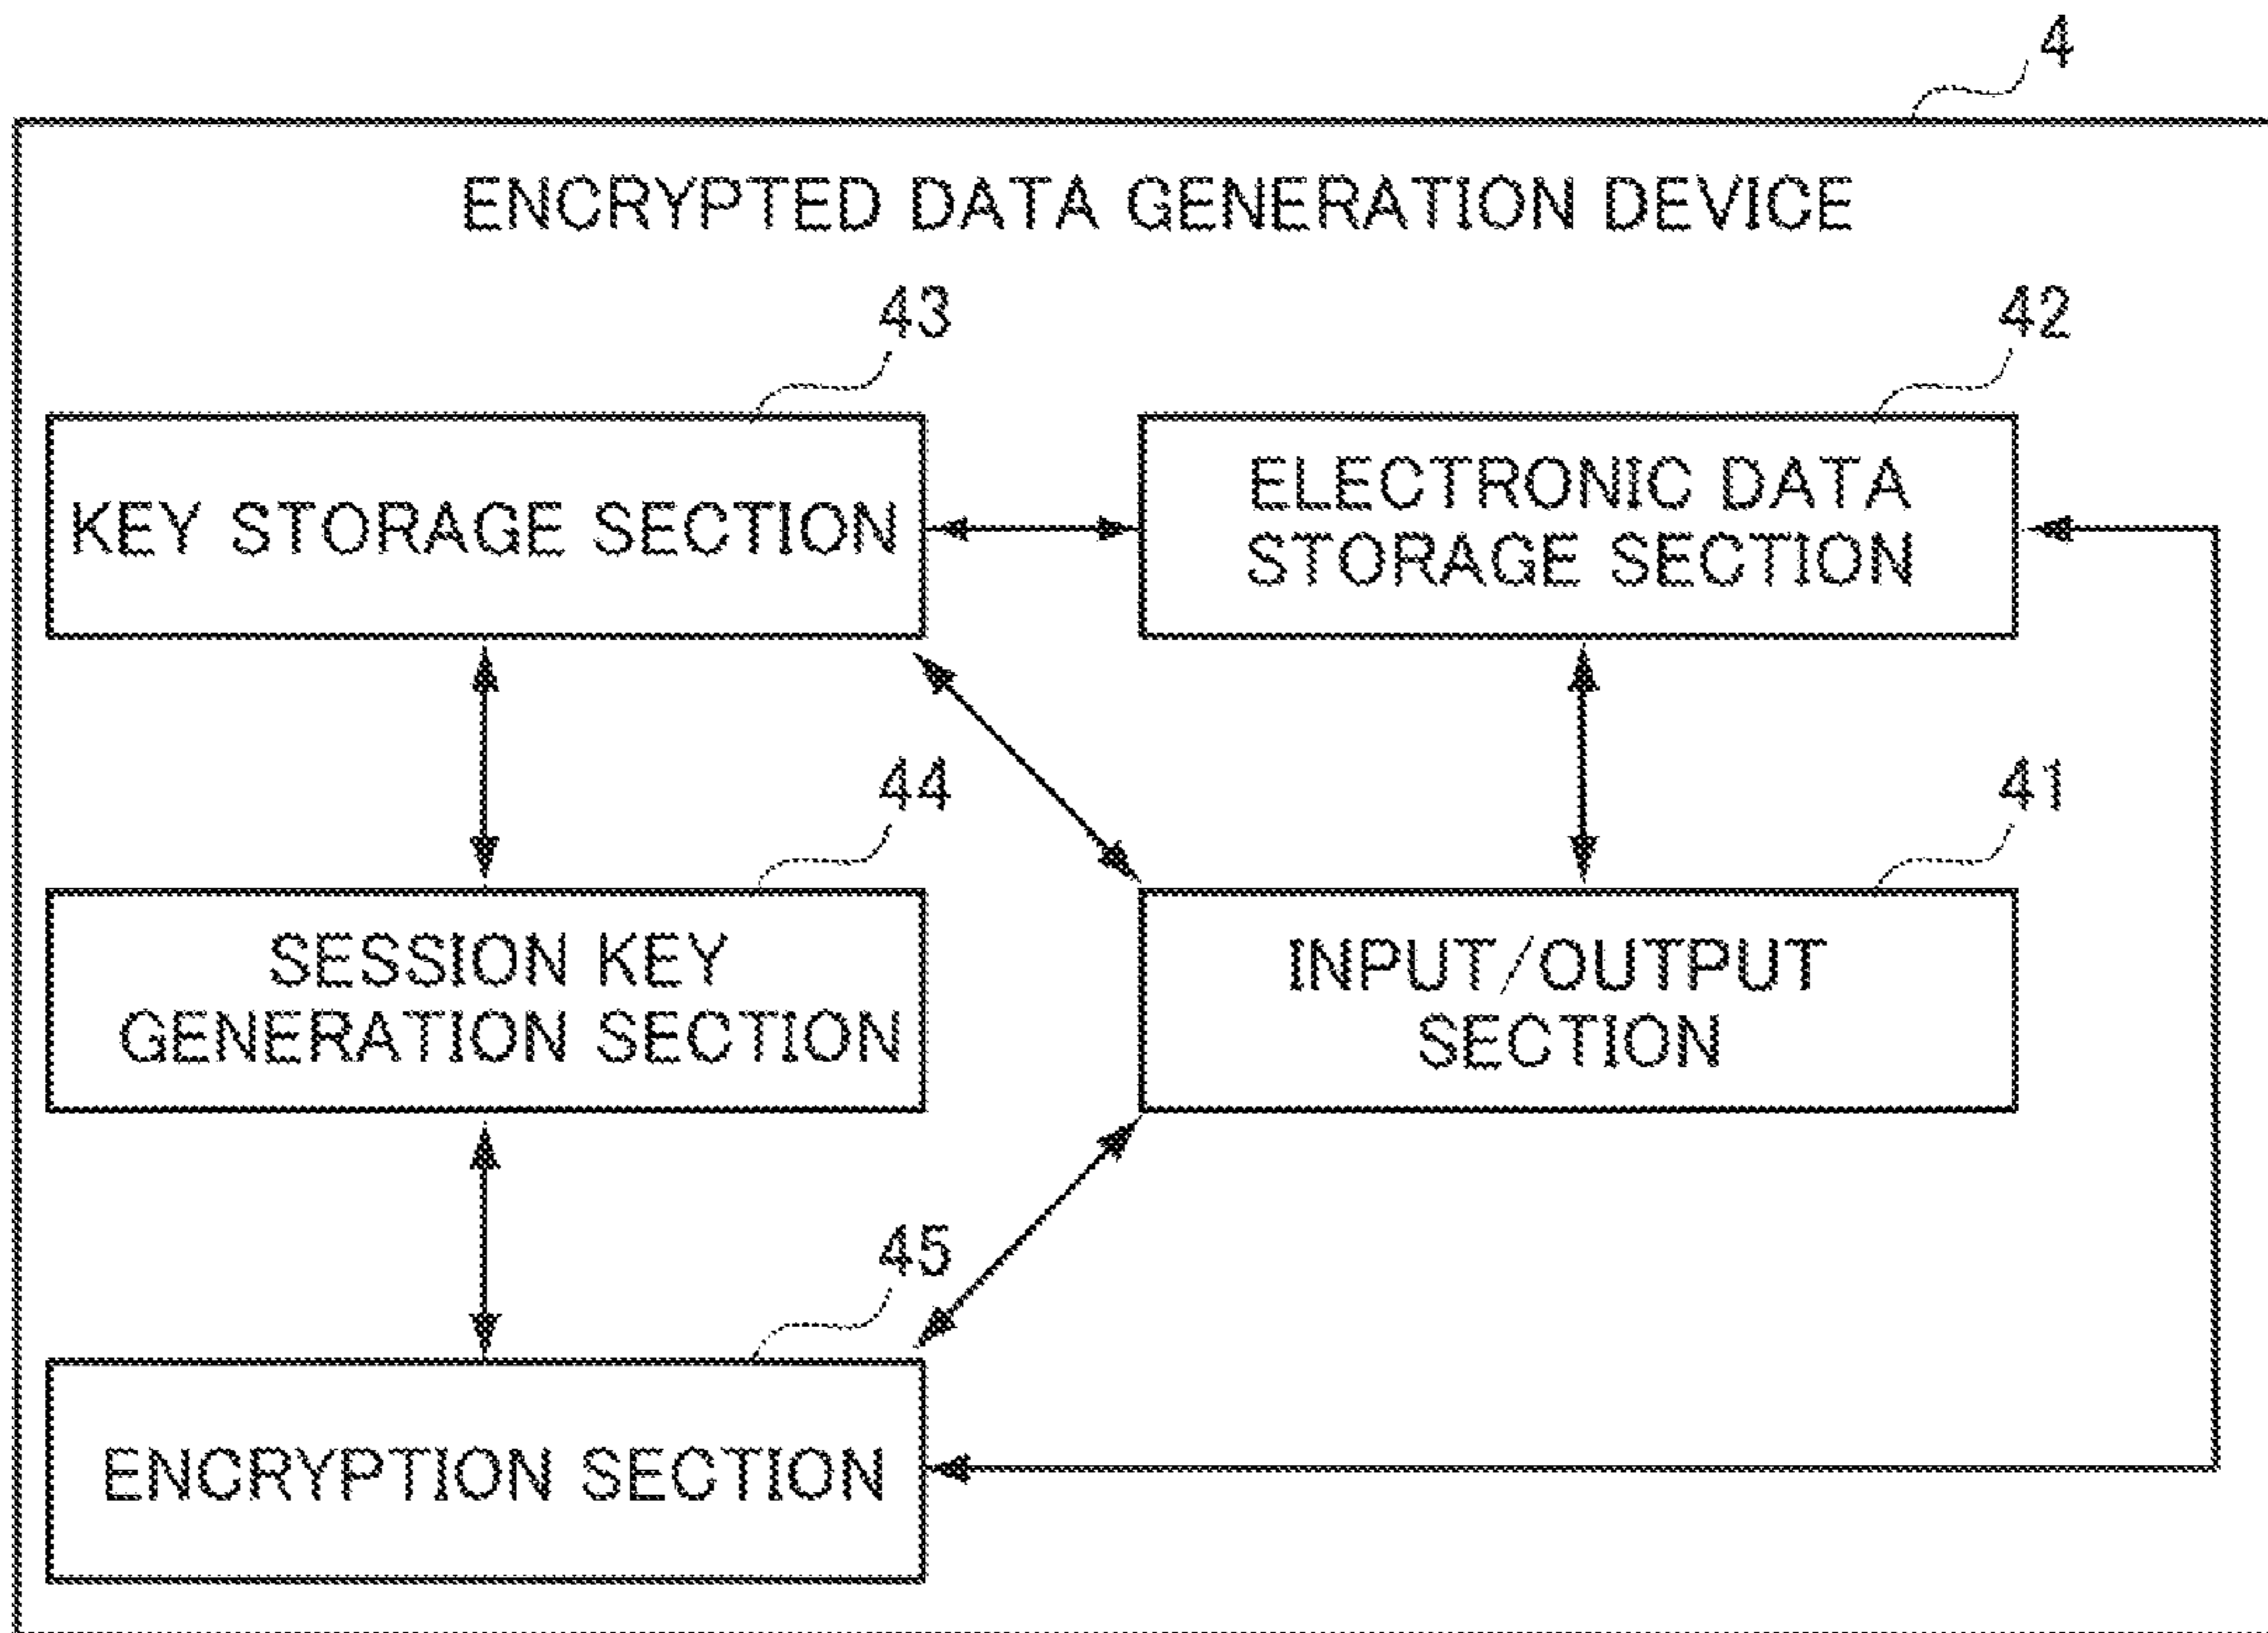 4
ENCRYPTED DATA GENERATION DEVICE
43
42
KEY STORAGE SECTION
ELECTRONIC DATA
STORAGE SECTION
44
41
SESSION KEY
GENERATION SECTION
INPUT/OUTPUT
SECTION
45
ENCRYPTION SECTION